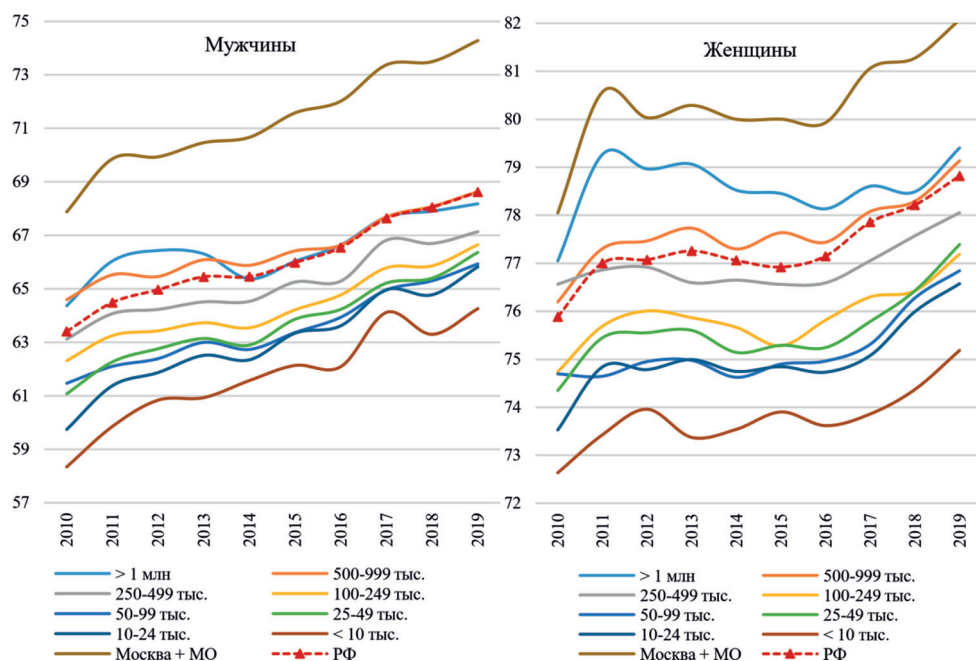 Мужчины
75
73
71
69
67
65
63
61
59
57
2010
2011
2012
2013
2014
2015
2016
2017
2018
2019
> 1 млн
500-999 тыс.
250-499 тыс.
100-249 тыс.
50-99 тыс.
25-49 тыс.
10-24 тыс.
< 10 тыс.
Москва + МО
РФ
Женщины
82
81
80
79
78
77
76
75
74
73
72
2010
2011
2012
2013
2014
2015
2016
2017
2018
2019
> 1 млн
500-999 тыс.
250-499 тыс.
100-249 тыс.
50-99 тыс.
25-49 тыс.
10-24 тыс.
< 10 тыс.
Москва + МО
РФ